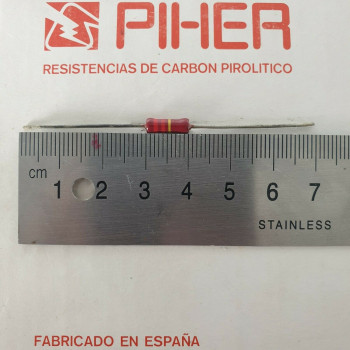 PIHER
RESISTENCIAS DE CARBON PIROLITICO
cm 1 2 3 4 5 6 7
STAINLESS
FABRICADO EN ESPAÑA